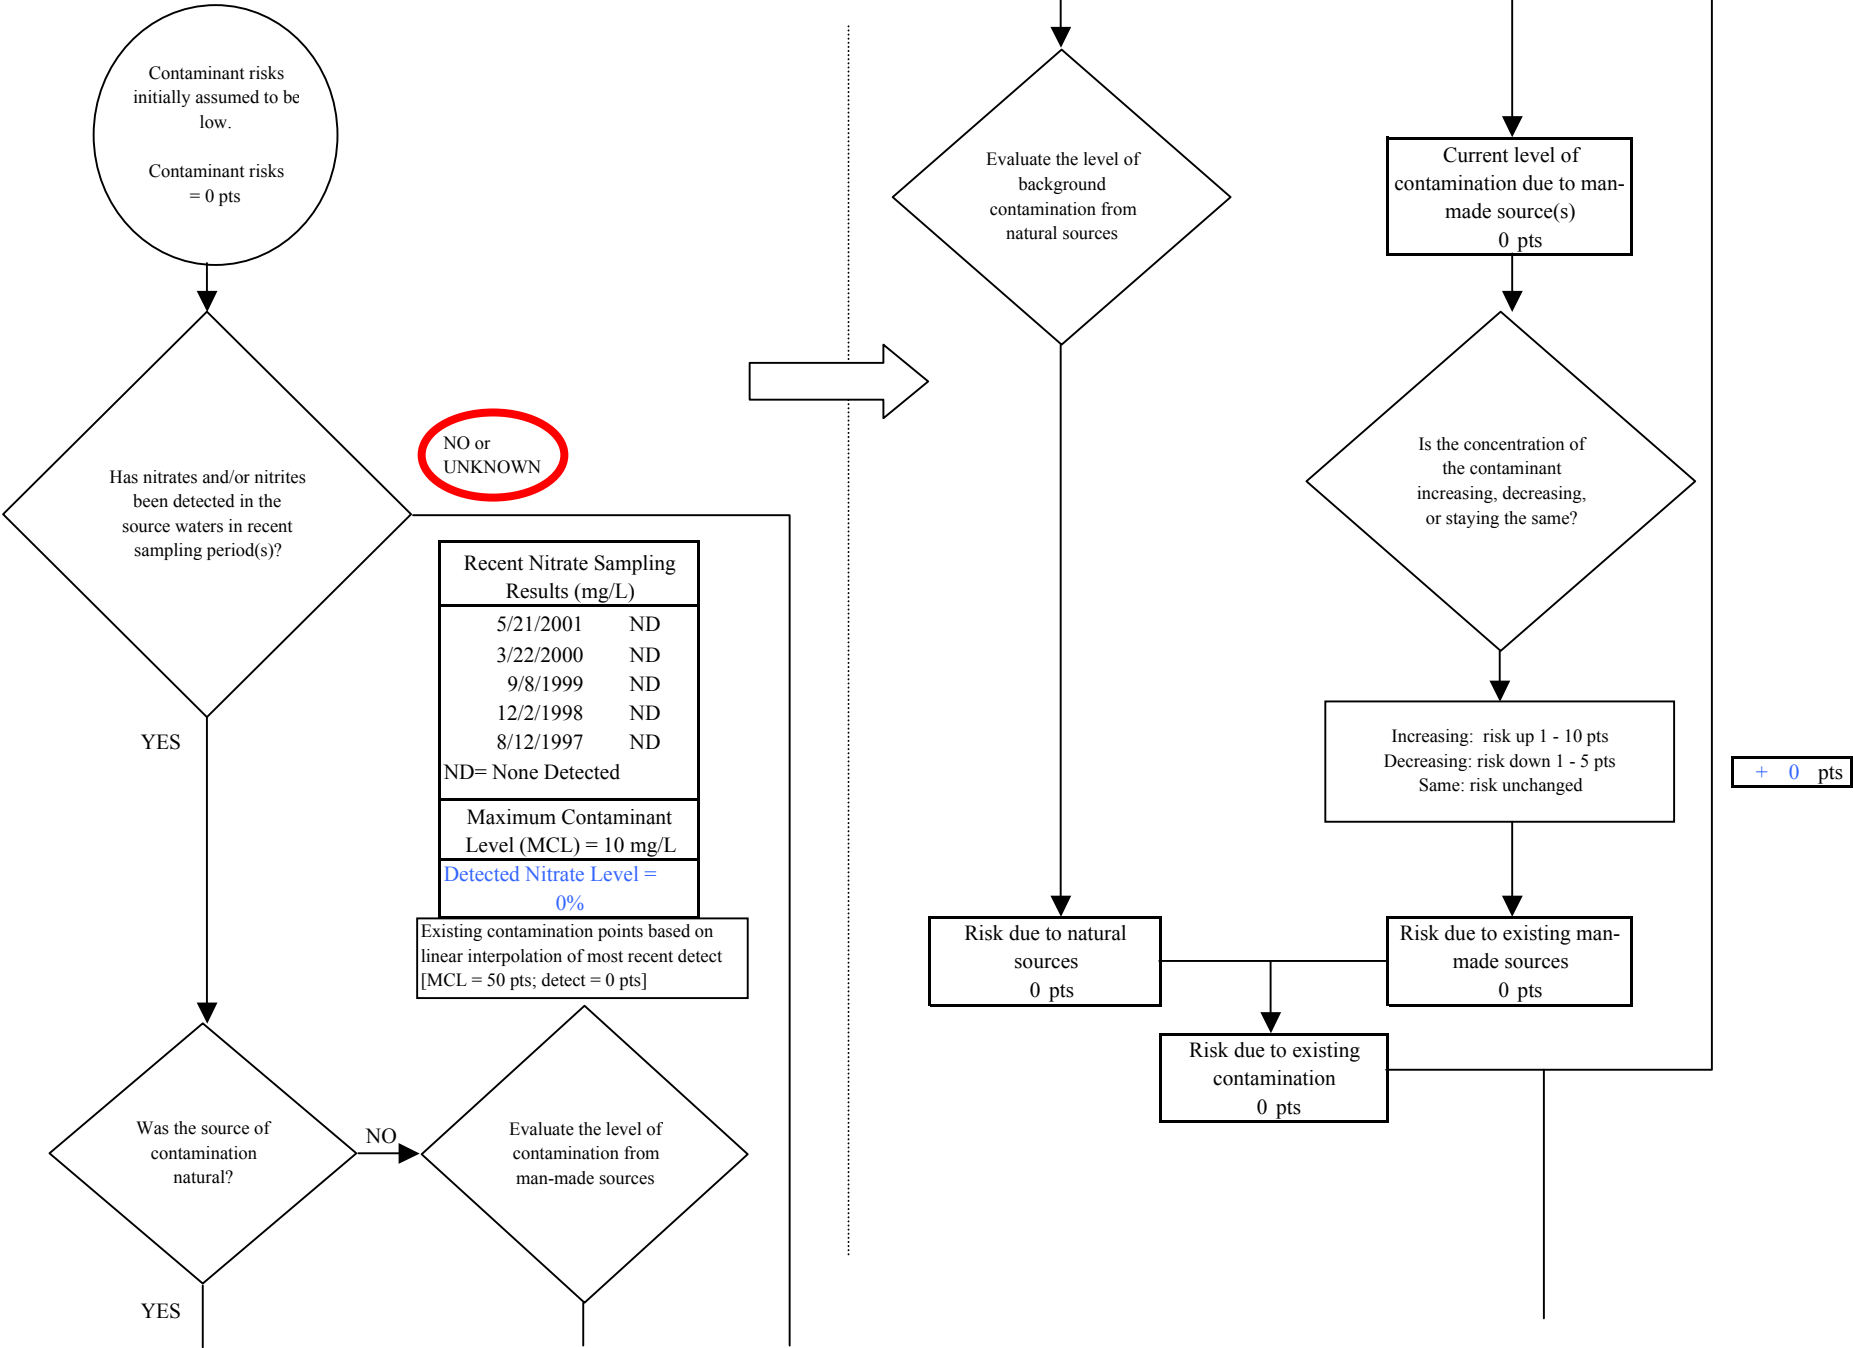 Contaminant risks
initially assumed to be
low.
Contaminant risks
= 0 pts
Has nitrates and/or nitrites
been detected in the
source waters in recent
sampling period(s)?
NO or
UNKNOWN
YES
Recent Nitrate Sampling
Results (mg/L)
5/21/2001 ND
3/22/2000 ND
9/8/1999 ND
12/2/1998 ND
8/12/1997 ND
ND= None Detected
Maximum Contaminant
Level (MCL) = 10 mg/L
Detected Nitrate Level =
0%
Existing contamination points based on
linear interpolation of most recent detect
[MCL = 50 pts; detect = 0 pts]
Was the source of
contamination
natural?
NO
YES
Evaluate the level of
contamination from
man-made sources
Evaluate the level of
background
contamination from
natural sources
Current level of
contamination due to man-
made source(s)
0 pts
Is the concentration of
the contaminant
increasing, decreasing,
or staying the same?
Increasing: risk up 1 - 10 pts
Decreasing: risk down 1 - 5 pts
Same: risk unchanged
+ 0 pts
Risk due to natural
sources
0 pts
Risk due to existing man-
made sources
0 pts
Risk due to existing
contamination
0 pts